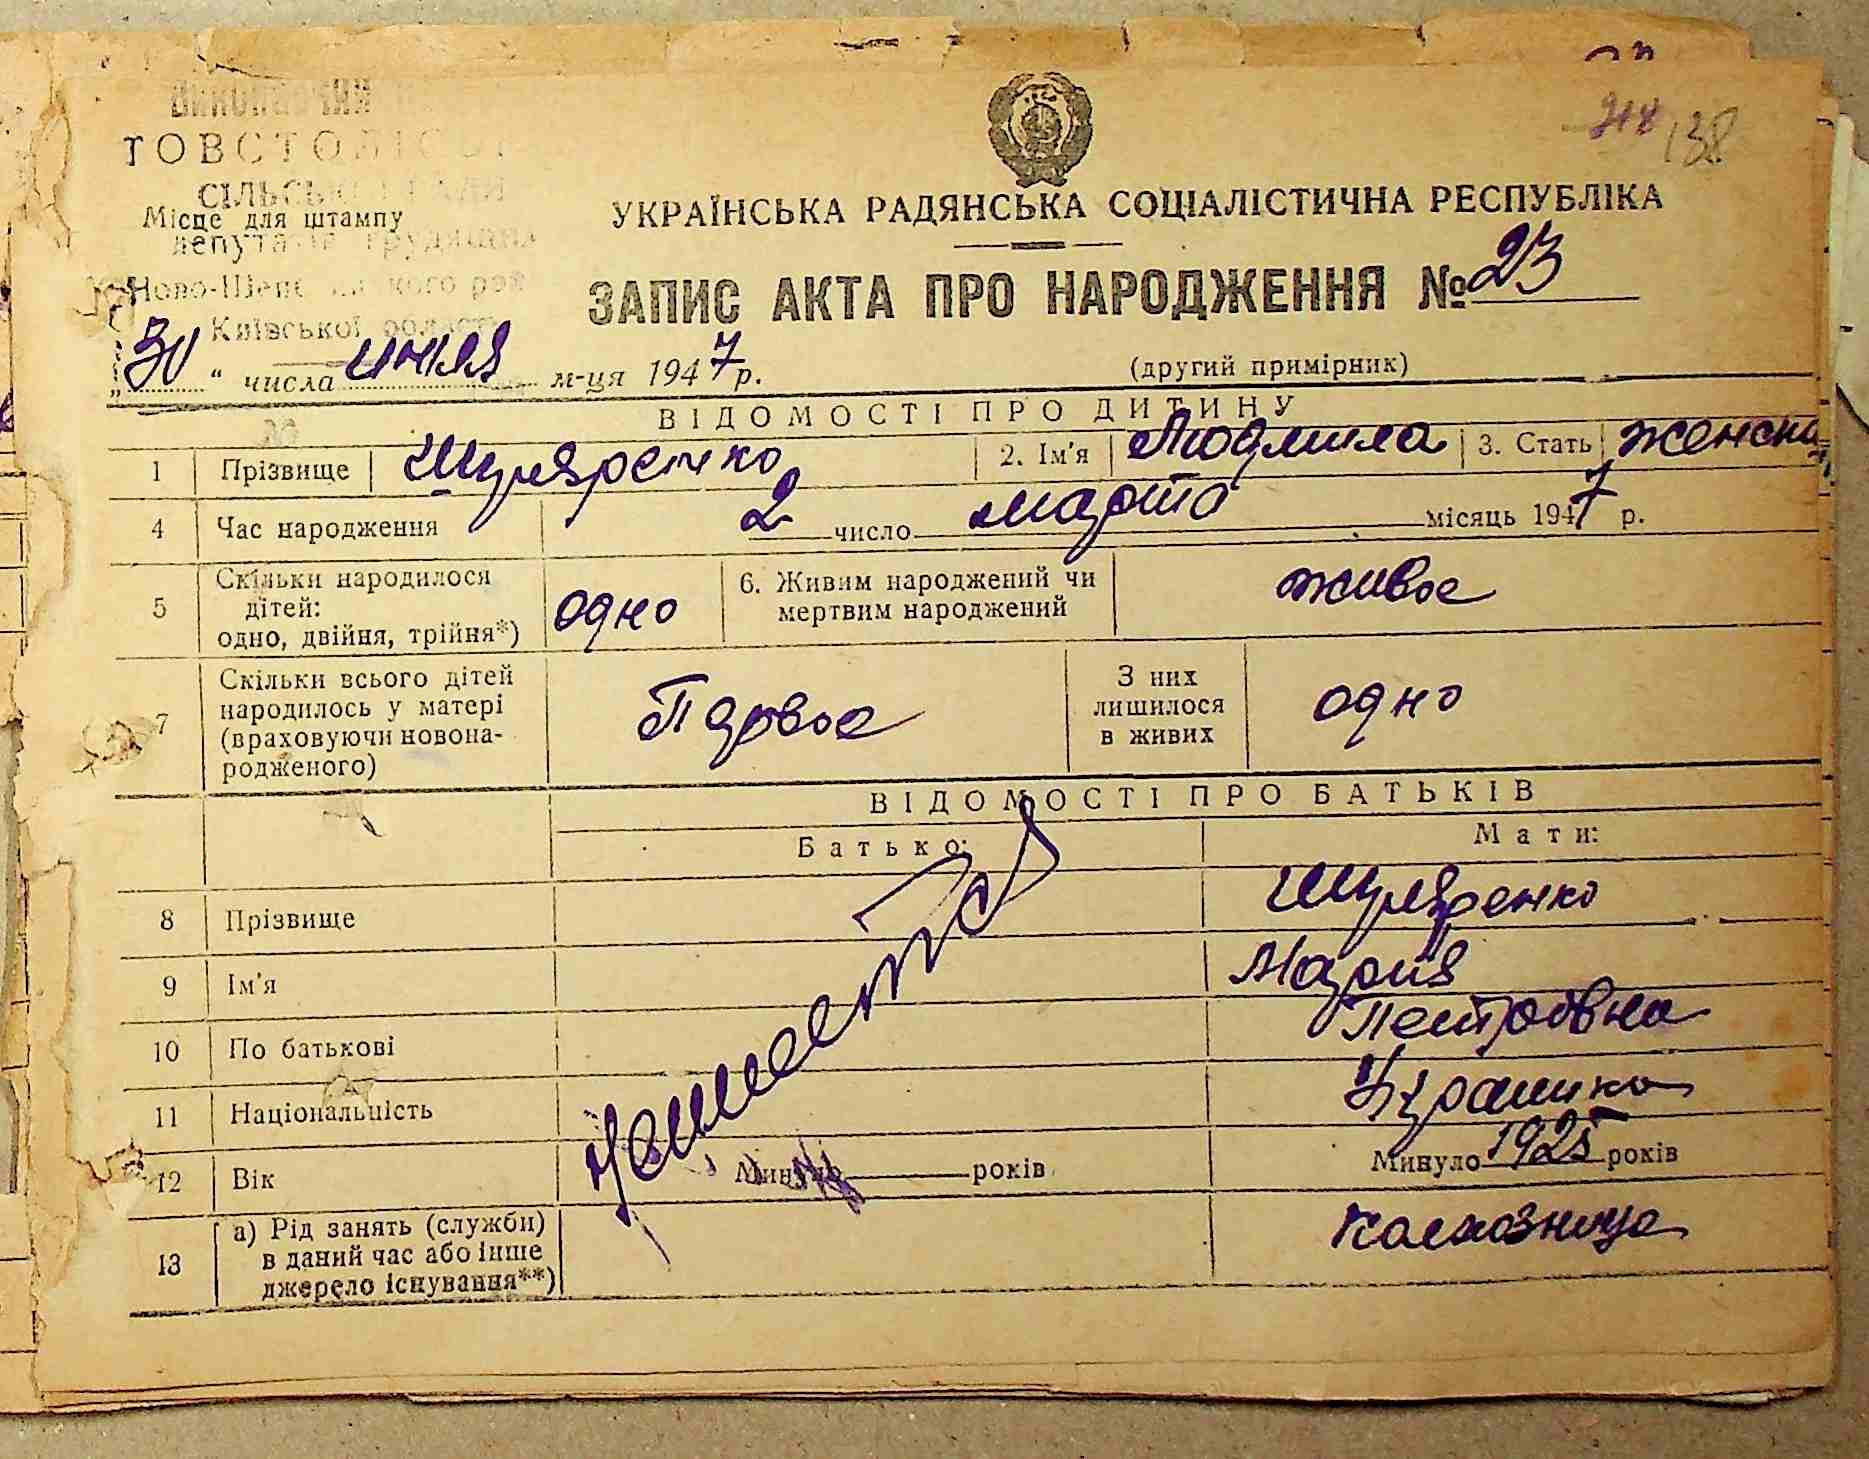 ВИКОНАВЧИЙ
ТОВСТОЛІСЬ
СІЛЬСЬКОЇ РАДИ
Місце для штампу
депутатів трудящих
Ново-Шепе кого рай
Київської області
218 138
УКРАЇНСЬКА РАДЯНСЬКА СОЦІАЛІСТИЧНА РЕСПУБЛІКА
ЗАПИС АКТА ПРО НАРОДЖЕННЯ № 23
„30“ числа июля м-ця 1947 р. (другий примірник)
ВІДОМОСТІ ПРО ДИТИНУ
1 Прізвище Шуляренко 2. Ім'я Людмила 3. Стать женска
4 Час народження 2 число марта місяць 1947 р.
5 Скільки народилося дітей: одно, двійня, трійня*) одно 6. Живим народжений чи мертвим народжений живое
7 Скільки всього дітей народилось у матері (враховуючи новонародженого) Первое З них лишилося в живих одно
ВІДОМОСТІ ПРО БАТЬКІВ
Батько: Мати:
8 Прізвище Шуляренко
9 Ім'я Мария
10 По батькові Петровна
11 Національність Украинка
12 Вік Минуло років Минуло 1925 років
13 а) Рід занять (служби) в даний час або інше джерело існування**) колхозница